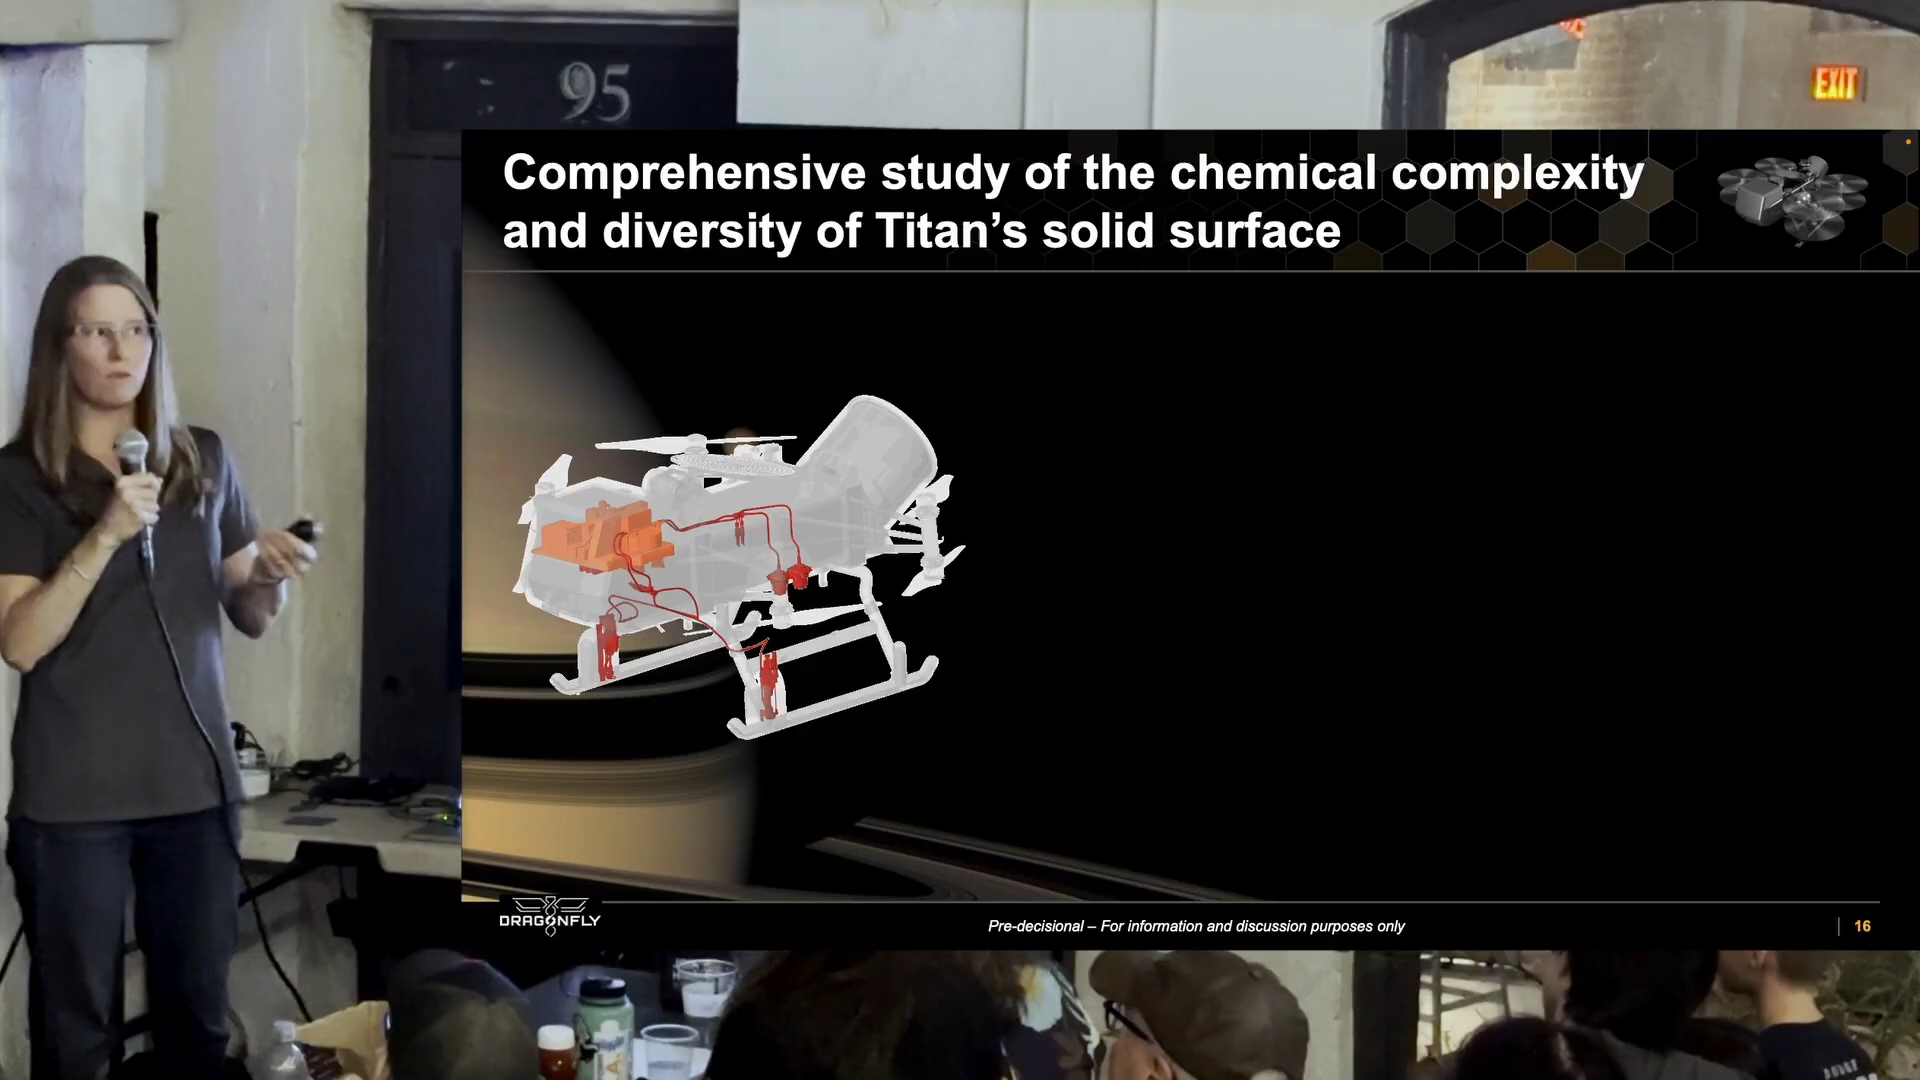 95
EXIT
Comprehensive study of the chemical complexity
and diversity of Titan's solid surface
DRAGONFLY
Pre-decisional – For information and discussion purposes only
16